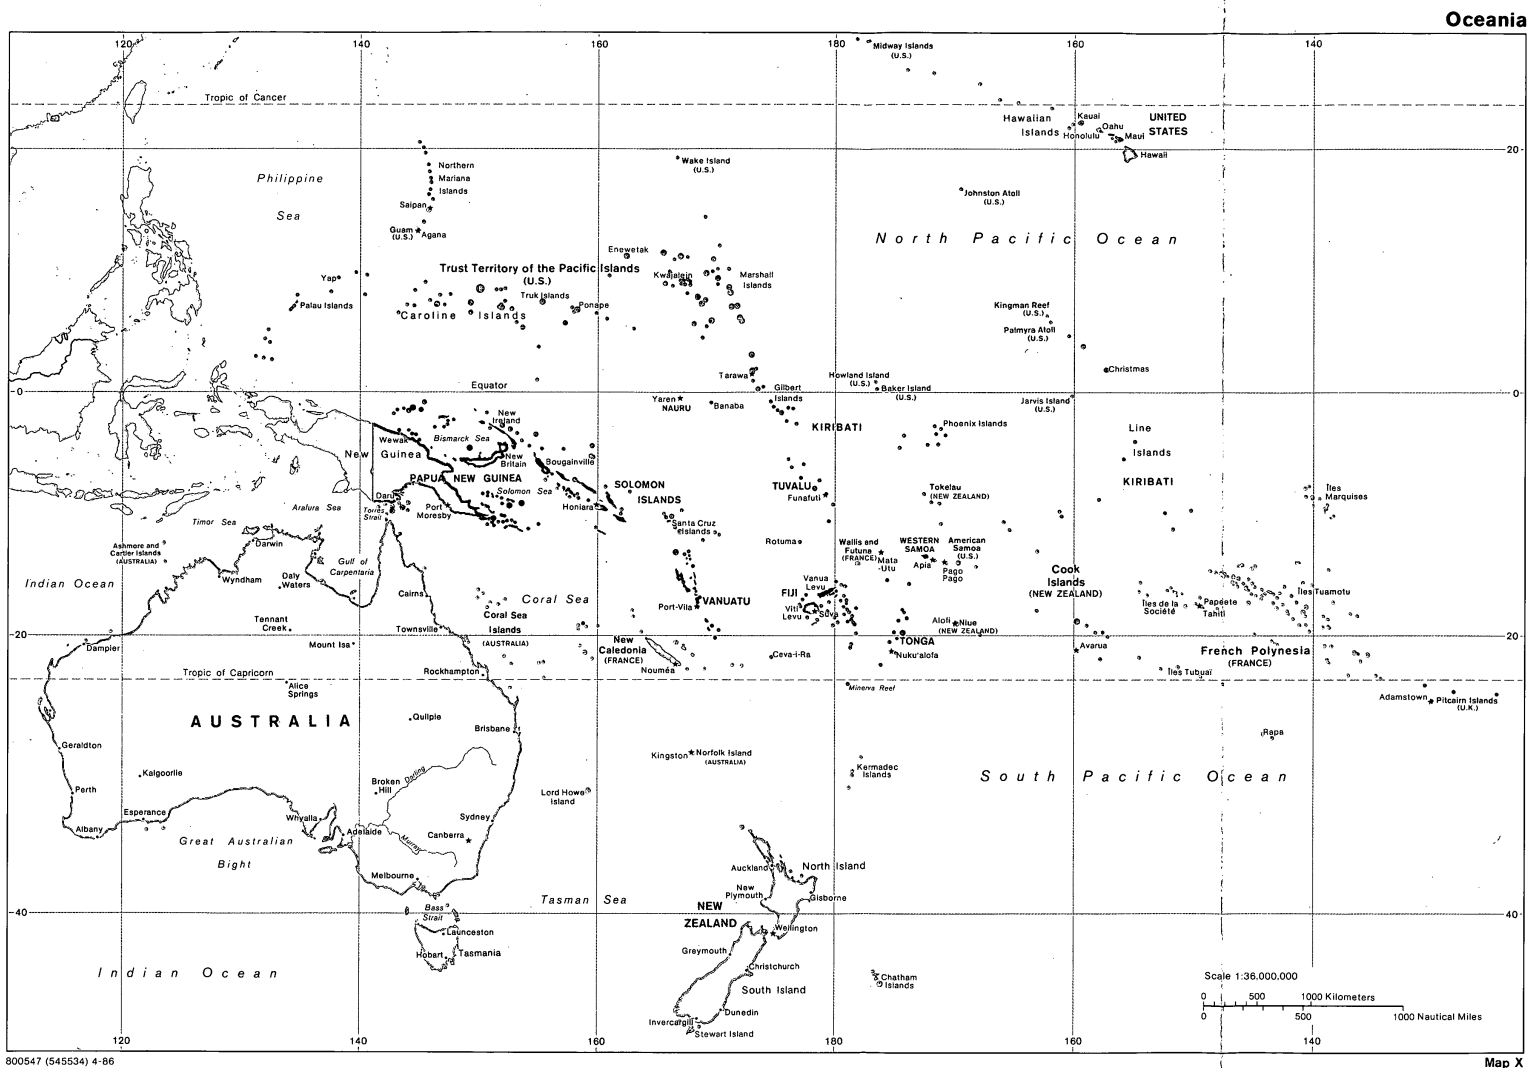 Oceania
120
140
160
180
160
140
Midway Islands
(U.S.)
Tropic of Cancer
Hawaiian
Islands
Kauai
Oahu
Honolulu
Maui
Hawaii
UNITED
STATES
20
Philippine
Sea
Northern
Mariana
Islands
Saipan
Guam
(U.S.)
Agana
Wake Island
(U.S.)
Johnston Atoll
(U.S.)
North Pacific Ocean
Enewetak
Trust Territory of the Pacific Islands
(U.S.)
Kwajalein
Marshall
Islands
Yap
Palau Islands
Truk Islands
Ponape
Caroline Islands
Kingman Reef
(U.S.)
Palmyra Atoll
(U.S.)
Christmas
Tarawa
Gilbert
Islands
Howland Island
(U.S.)
Baker Island
(U.S.)
Jarvis Island
(U.S.)
0
Equator
0
Yaren
NAURU
Banaba
KIRIBATI
Phoenix Islands
Line
Islands
KIRIBATI
New
Ireland
Wewak
Bismarck Sea
New Guinea
New
Britain
Bougainville
PAPUA NEW GUINEA
Solomon Sea
SOLOMON
ISLANDS
Honiara
Daru
Torres
Strait
Port
Moresby
Santa Cruz
Islands
TUVALU
Funafuti
Tokelau
(NEW ZEALAND)
Îles
Marquises
Arafura Sea
Timor Sea
Ashmore and
Cartier Islands
(AUSTRALIA)
Darwin
Gulf of
Carpentaria
Indian Ocean
Wyndham
Daly
Waters
Cairns
Coral Sea
Rotuma
Wallis and
Futuna
(FRANCE)
Mata
-Utu
WESTERN
SAMOA
Apia
American
Samoa
(U.S.)
Pago
Pago
Cook
Islands
(NEW ZEALAND)
Port-Vila
VANUATU
Vanua
Levu
FIJI
Viti
Levu
Suva
Îles de la
Société
Papeete
Tahiti
Îles Tuamotu
Tennant
Creek
Townsville
Coral Sea
Islands
(AUSTRALIA)
Alofi
Niue
(NEW ZEALAND)
20
Dampier
Mount Isa
New
Caledonia
(FRANCE)
Nouméa
Ceva-i-Ra
TONGA
Nuku'alofa
Avarua
French Polynesia
(FRANCE)
Tropic of Capricorn
Alice
Springs
Rockhampton
Minerva Reef
Îles Tubuaï
Adamstown
Pitcairn Islands
(U.K.)
AUSTRALIA
Quilpie
Brisbane
Geraldton
Kalgoorlie
Kingston
Norfolk Island
(AUSTRALIA)
Kermadec
Islands
Rapa
South Pacific Ocean
Perth
Broken
Hill
Darling
Lord Howe
Island
Albany
Esperance
Whyalla
Adelaide
Murray
Canberra
Sydney
Great Australian
Bight
Melbourne
Auckland
North Island
New
Plymouth
Gisborne
Tasman Sea
40
Bass
Strait
NEW
ZEALAND
Wellington
40
Launceston
Hobart
Tasmania
Greymouth
Christchurch
South Island
Indian Ocean
Chatham
Islands
Dunedin
Invercargill
Stewart Island
Scale 1:36,000,000
0 500 1000 Kilometers
0 500 1000 Nautical Miles
120
140
160
180
160
140
800547 (545534) 4-86
Map X